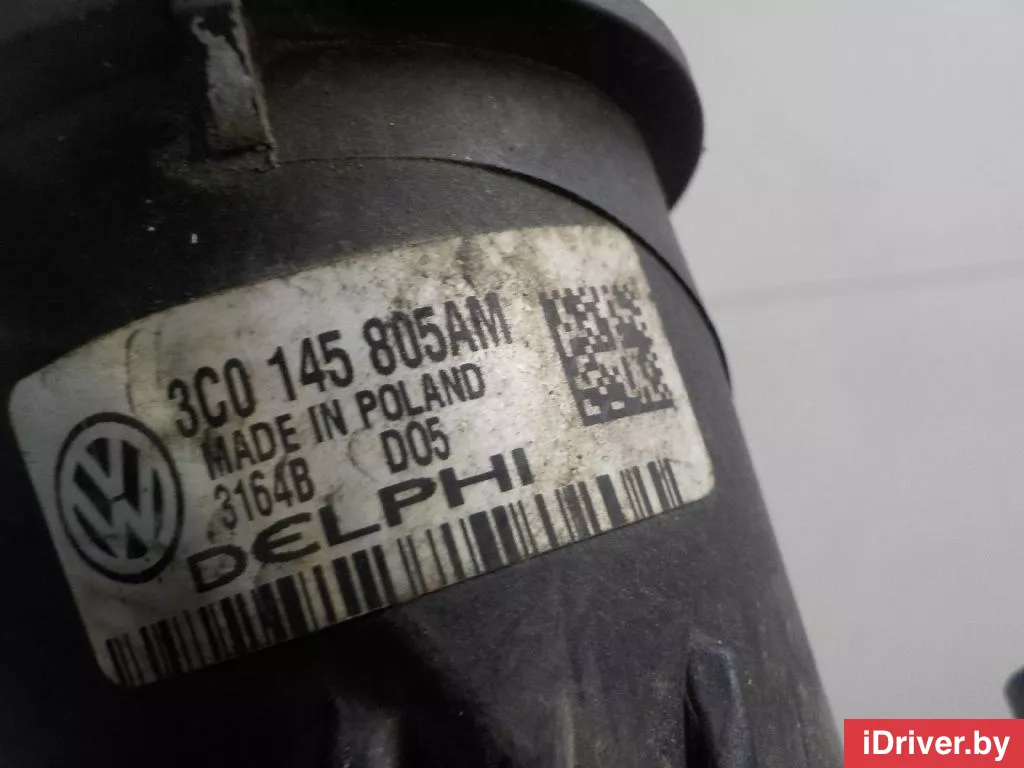 3C0 145 805AM
MADE IN POLAND
3164B D05
DELPHI
iDriver.by